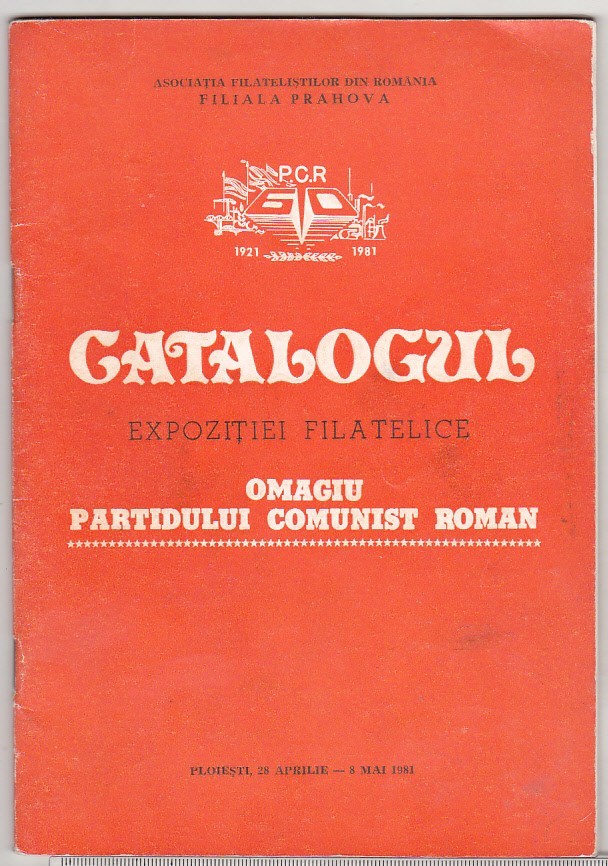 ASOCIAȚIA FILATELIȘTILOR DIN ROMÂNIA
FILIALA PRAHOVA
P.C.R
60
1921 1981
CATALOGUL
EXPOZIȚIEI FILATELICE
OMAGIU
PARTIDULUI COMUNIST ROMAN
PLOIEȘTI, 28 APRILIE — 8 MAI 1981